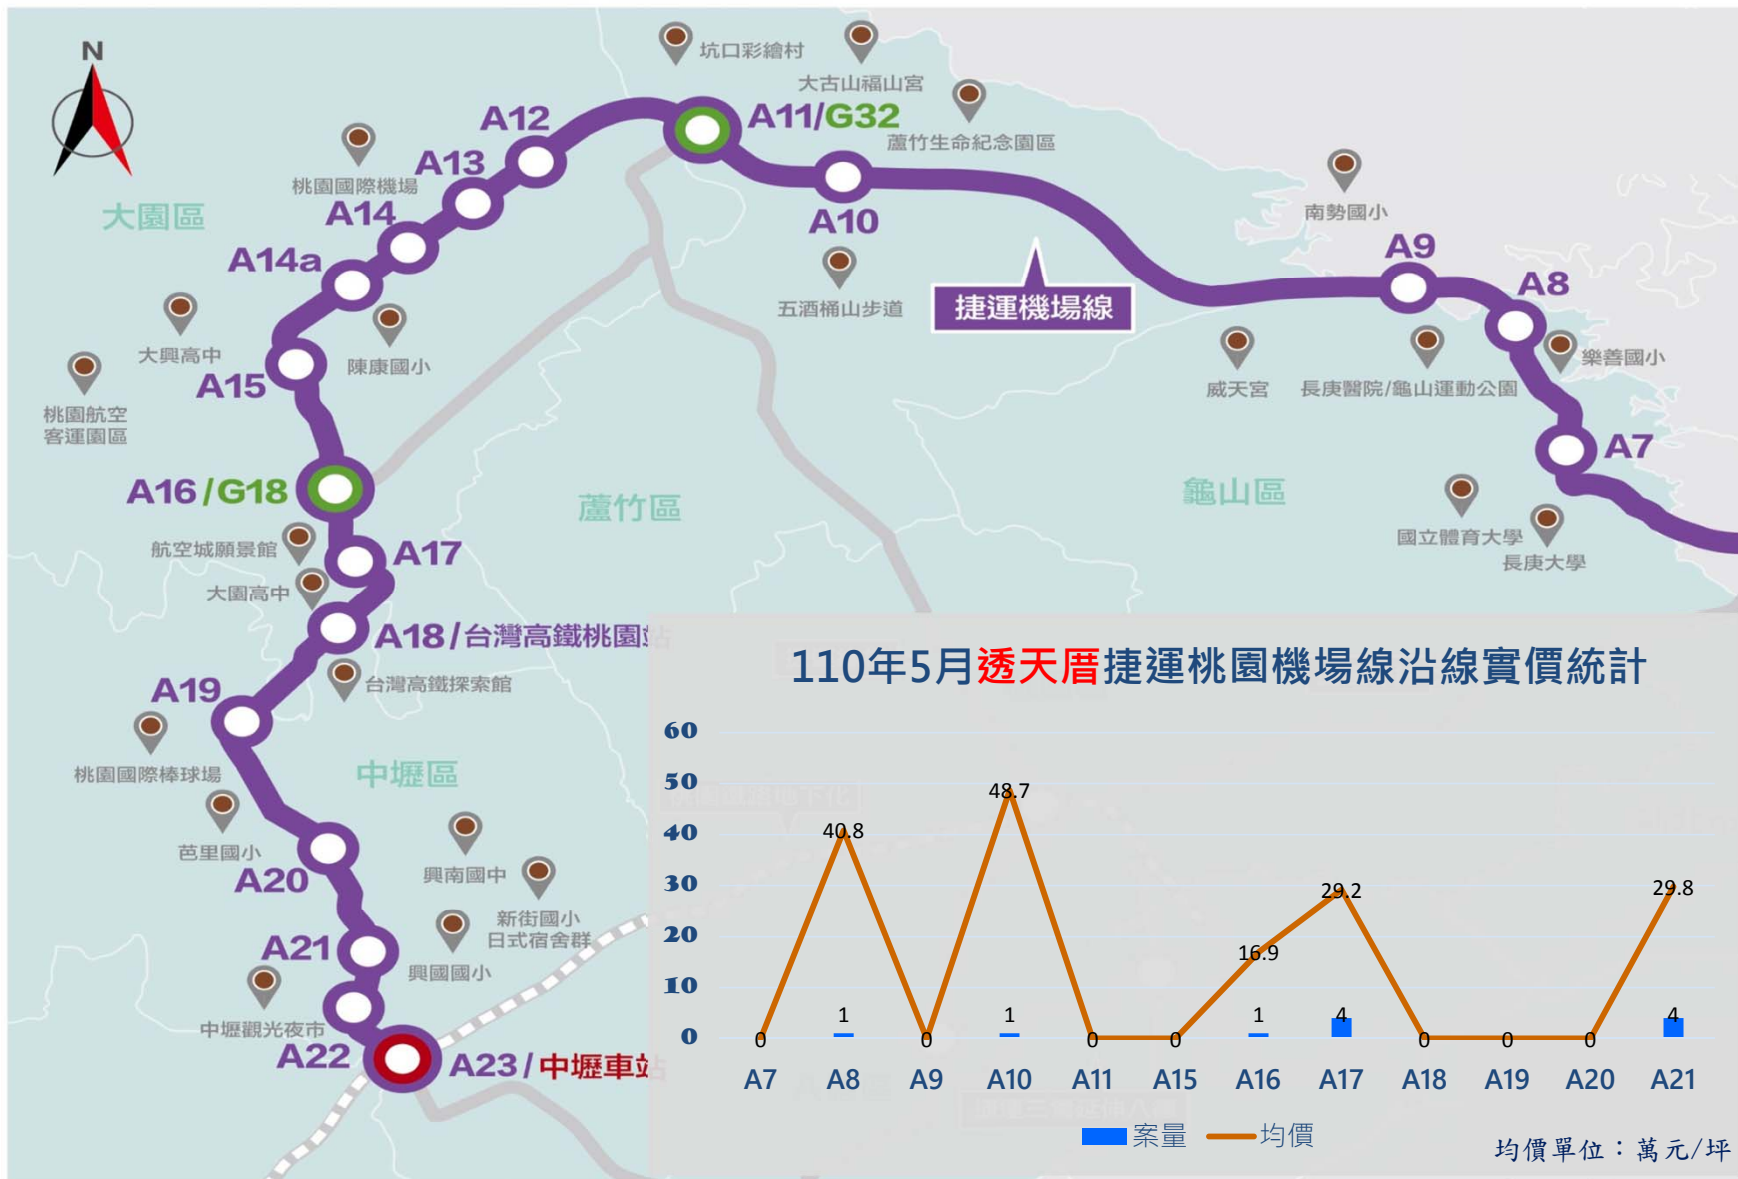 N
坑口彩繪村
大古山福山宮
A12
A11/G32
蘆竹生命紀念園區
A13
桃園國際機場
南勢國小
大園區
A14
A10
A9
A14a
A8
五酒桶山步道
捷運機場線
大興高中
陳康國小
樂善國小
A15
威天宮
長庚醫院/龜山運動公園
桃園航空
客運園區
A7
A16/G18
蘆竹區
龜山區
國立體育大學
航空城願景館
A17
長庚大學
大園高中
A18/台灣高鐵桃園站
台灣高鐵探索館
A19
桃園國際棒球場
中壢區
芭里國小
A20
興南國中
新街國小
日式宿舍群
A21
興國國小
中壢觀光夜市
A22
A23/中壢車站
110年5月透天厝捷運桃園機場線沿線實價統計
60
50
40
30
20
10
0
0 40.8 0 48.7 0 0 16.9 29.2 0 0 0 29.8
1 1 1 4 4
A7 A8 A9 A10 A11 A15 A16 A17 A18 A19 A20 A21
案量 均價
均價單位：萬元/坪